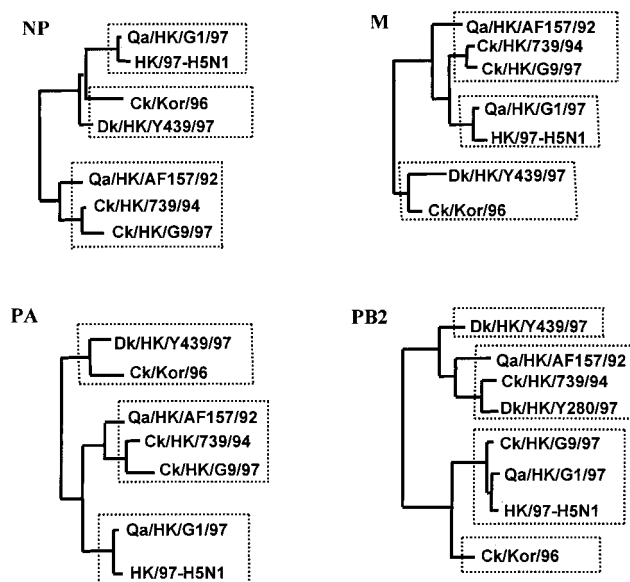 NP
Qa/HK/G1/97
HK/97-H5N1
Ck/Kor/96
Dk/HK/Y439/97
Qa/HK/AF157/92
Ck/HK/739/94
Ck/HK/G9/97
M
Qa/HK/AF157/92
Ck/HK/739/94
Ck/HK/G9/97
Qa/HK/G1/97
HK/97-H5N1
Dk/HK/Y439/97
Ck/Kor/96
PA
Dk/HK/Y439/97
Ck/Kor/96
Qa/HK/AF157/92
Ck/HK/739/94
Ck/HK/G9/97
Qa/HK/G1/97
HK/97-H5N1
PB2
Dk/HK/Y439/97
Qa/HK/AF157/92
Ck/HK/739/94
Dk/HK/Y280/97
Ck/HK/G9/97
Qa/HK/G1/97
HK/97-H5N1
Ck/Kor/96